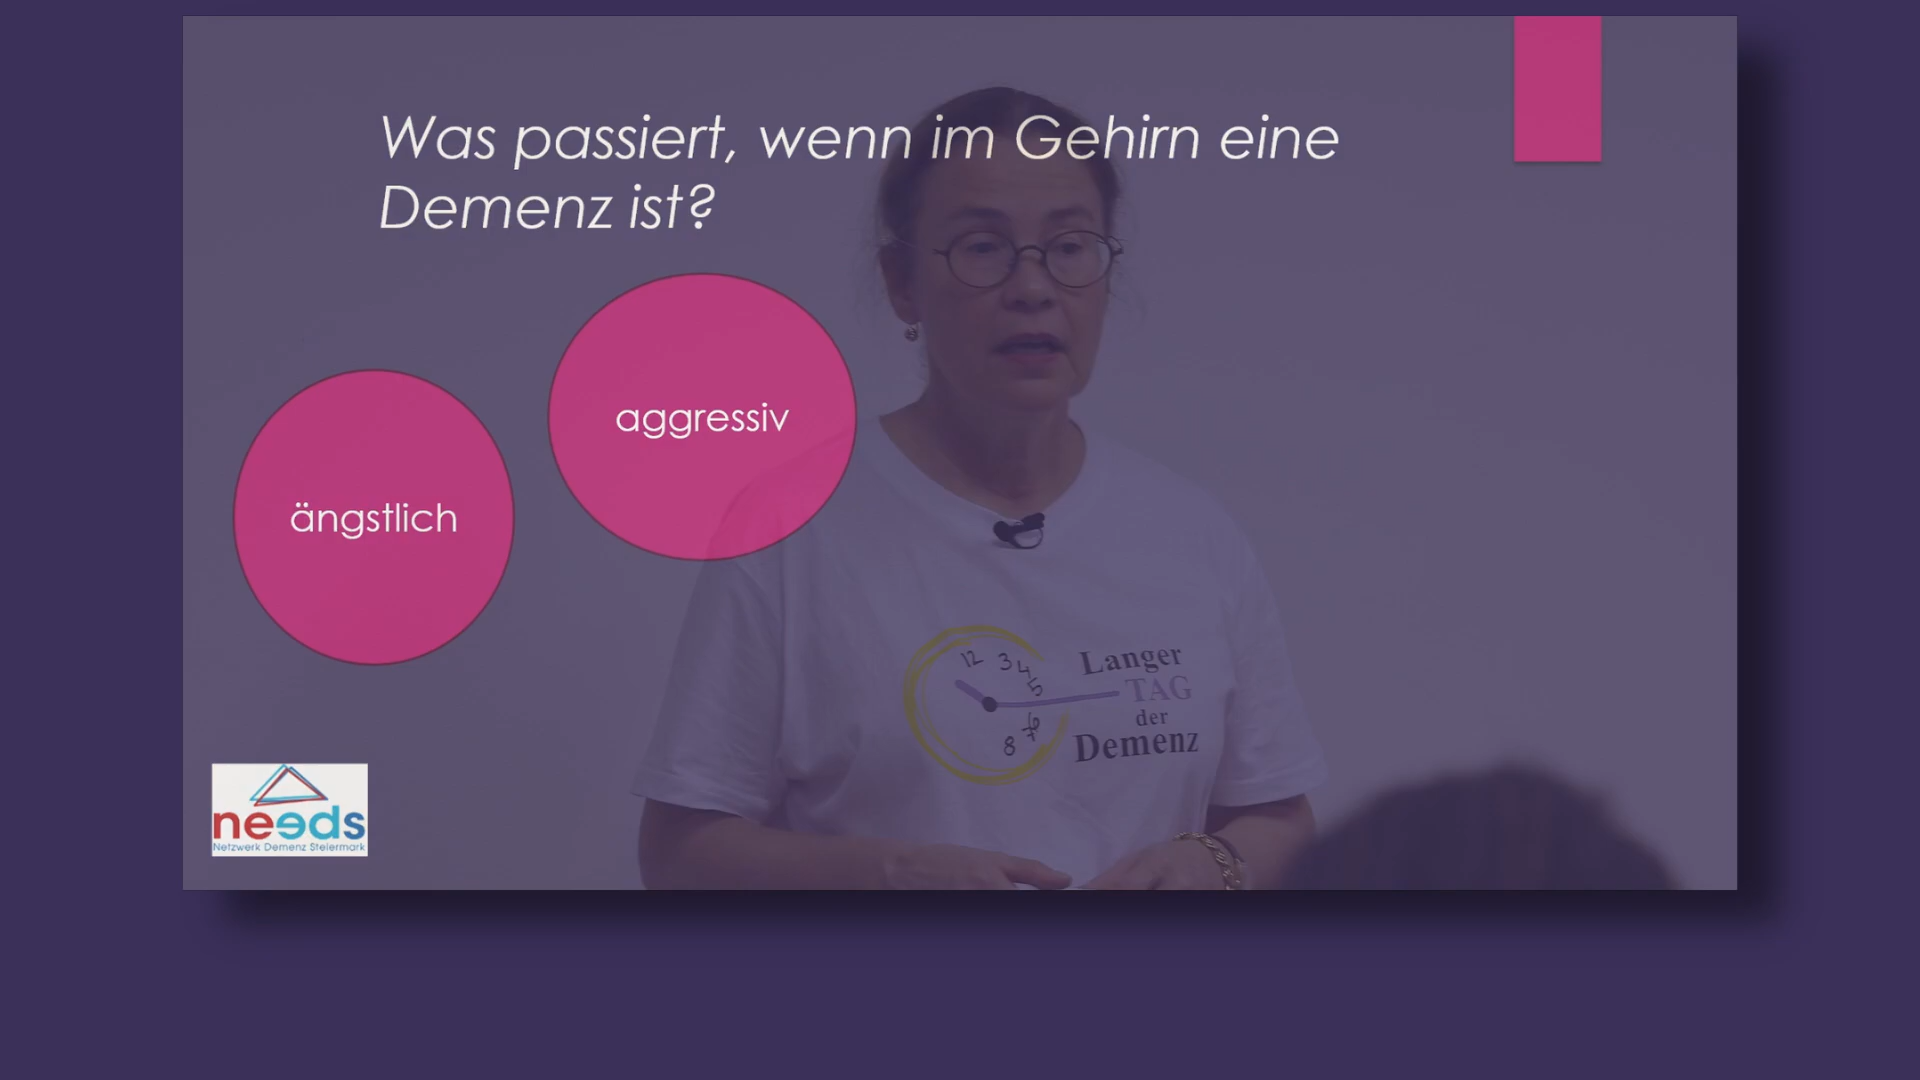 Was passiert, wenn im Gehirn eine
Demenz ist?
aggressiv
ängstlich
12 3 4 5 6 7 8
Langer
TAG
der
Demenz
needs
Netzwerk Demenz Steiermark